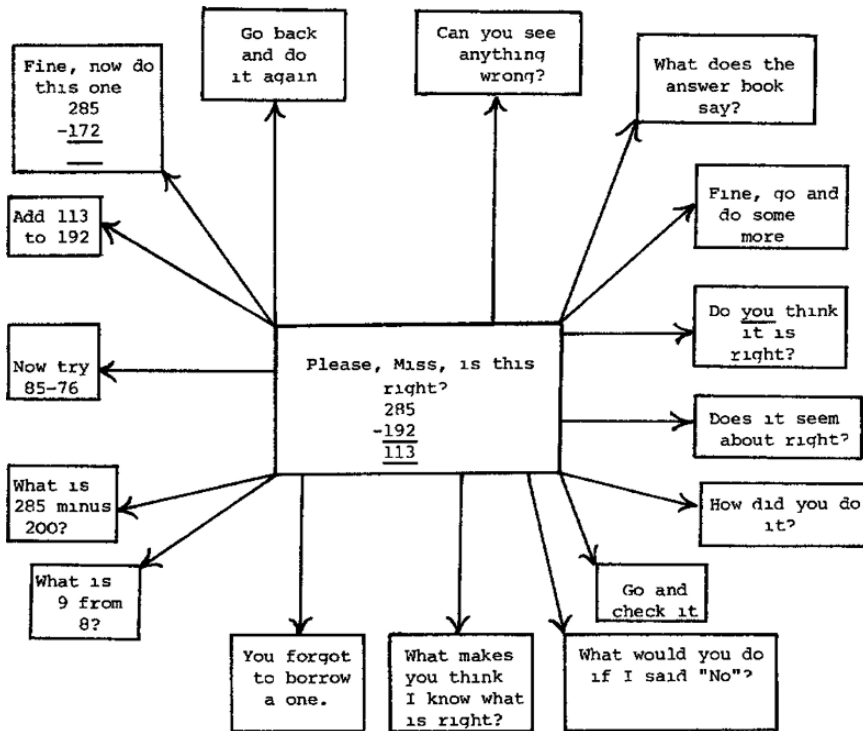 Go back
and do
it again
Can you see
anything
wrong?
Fine, now do
this one
285
-172
What does the
answer book
say?
Add 113
to 192
Fine, go and
do some
more
Do you think
it is
right?
Please, Miss, is this
right?
285
-192
113
Now try
85-76
Does it seem
about right?
What is
285 minus
200?
How did you do
it?
What is
9 from
8?
Go and
check it
You forgot
to borrow
a one.
What makes
you think
I know what
is right?
What would you do
if I said "No"?